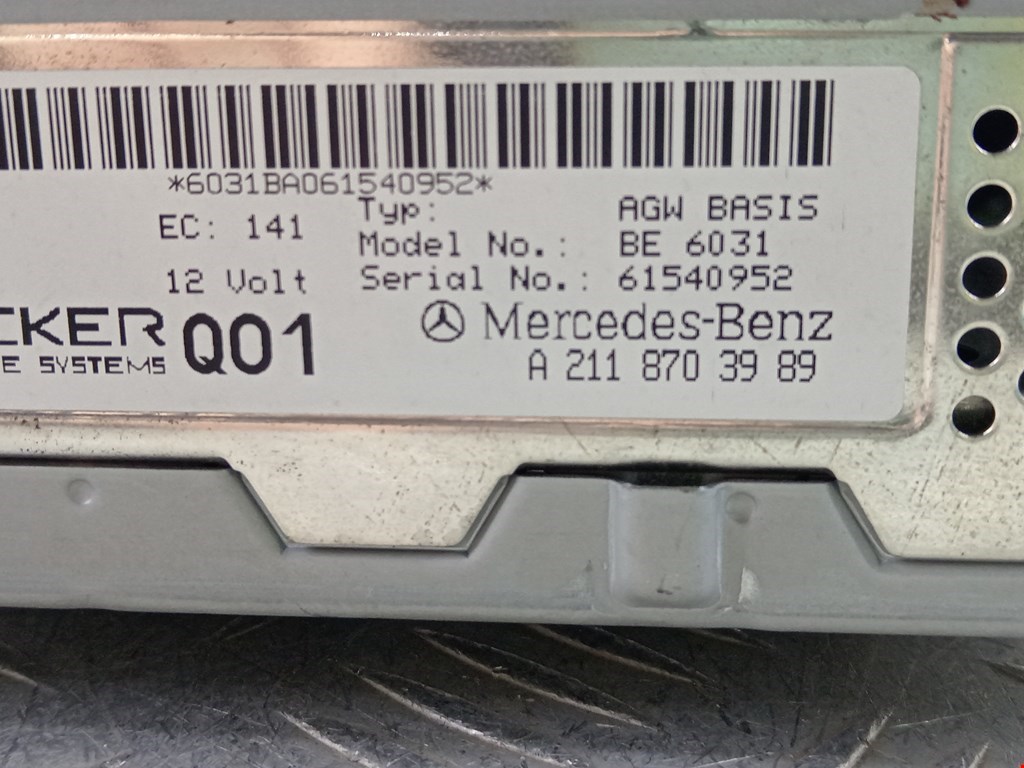 *6031BA061540952*
Typ: AGW BASIS
EC: 141
Model No.: BE 6031
12 Volt
Serial No.: 61540952
CKER
E SYSTEMS
Q01
Mercedes-Benz
A 211 870 39 89